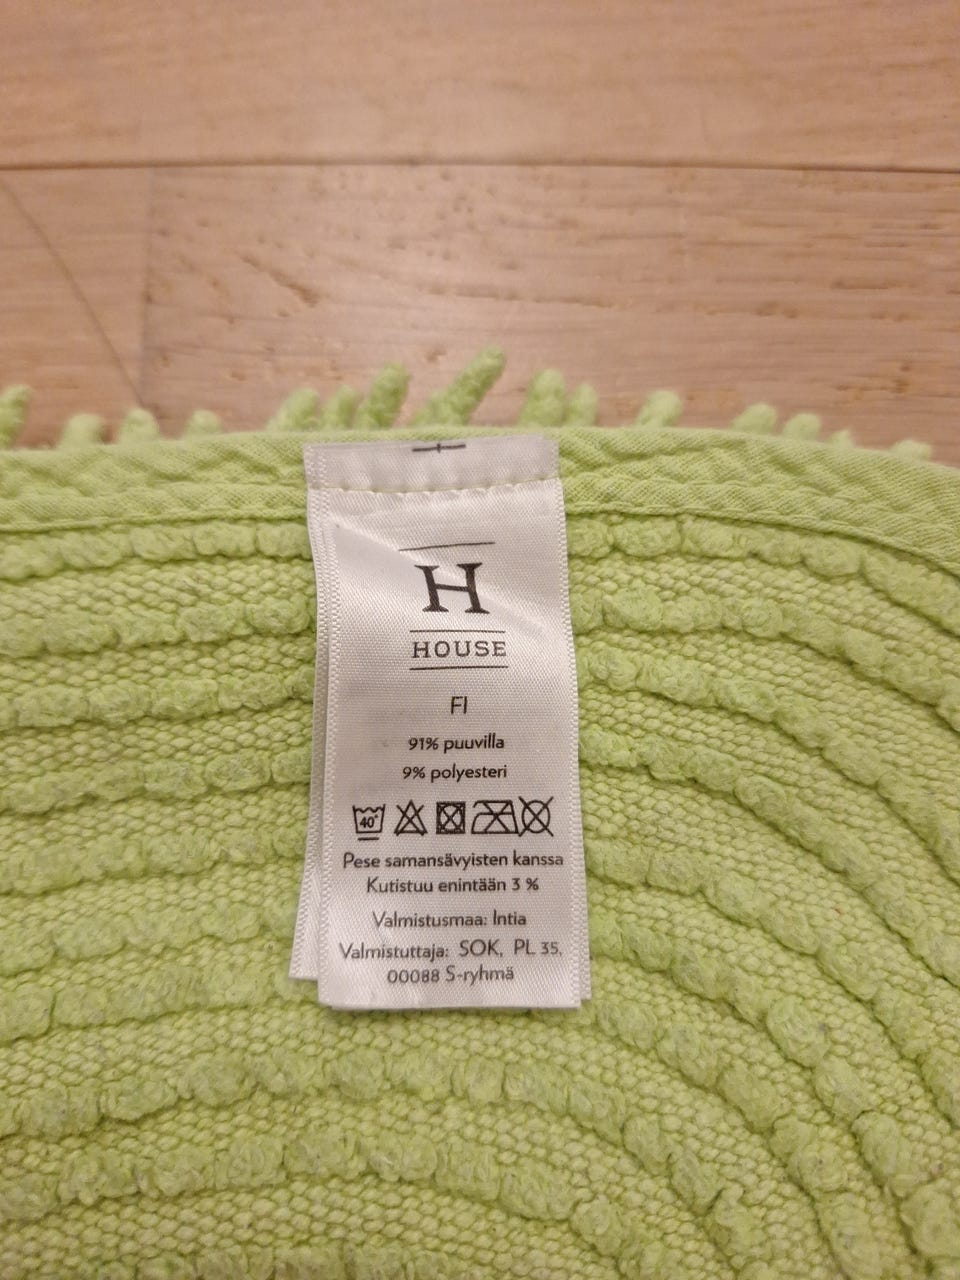 H
HOUSE
FI
91% puuvilla
9% polyesteri
40°
Pese samansävyisten kanssa
Kutistuu enintään 3 %
Valmistusmaa: Intia
Valmistuttaja: SOK, PL 35,
00088 S-ryhmä